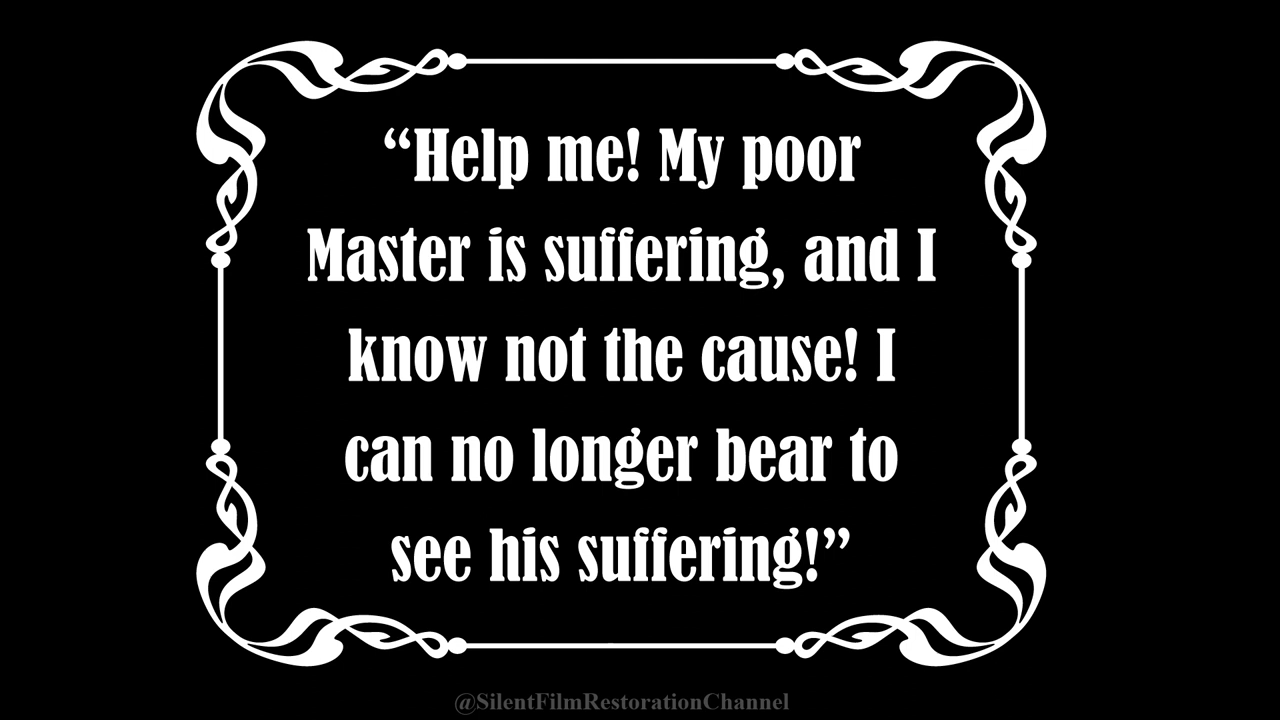 “Help me! My poor
Master is suffering, and I
know not the cause! I
can no longer bear to
see his suffering!”
@SilentFilmRestorationChannel